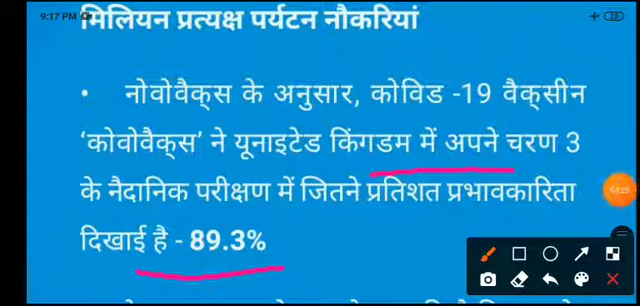 9:17 PM
मिलियन प्रत्यक्ष पर्यटन नौकरियां
• नोवोवैक्स के अनुसार, कोविड -19 वैक्सीन
'कोवोवैक्स' ने यूनाइटेड किंगडम में अपने चरण 3
के नैदानिक परीक्षण में जितने प्रतिशत प्रभावकारिता
दिखाई है - 89.3%